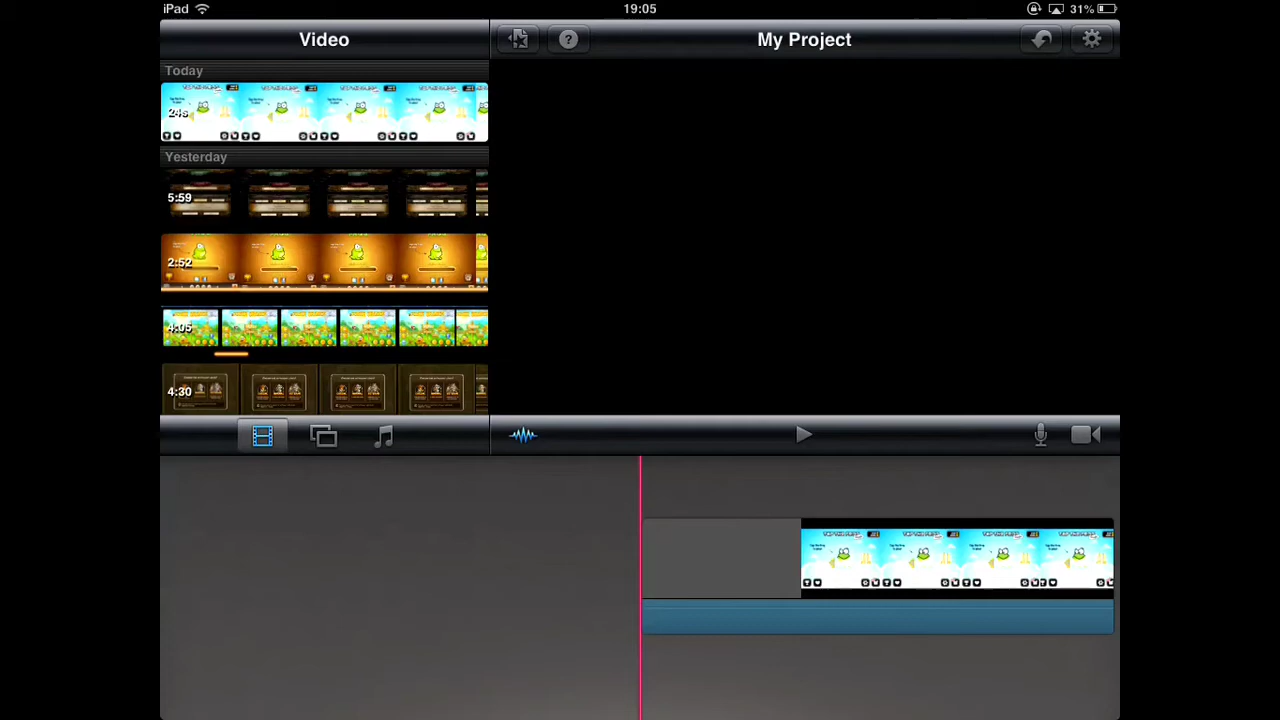 iPad 19:05 31%
Video
My Project
Today
24s
Yesterday
5:59
2:52
4:05
4:30